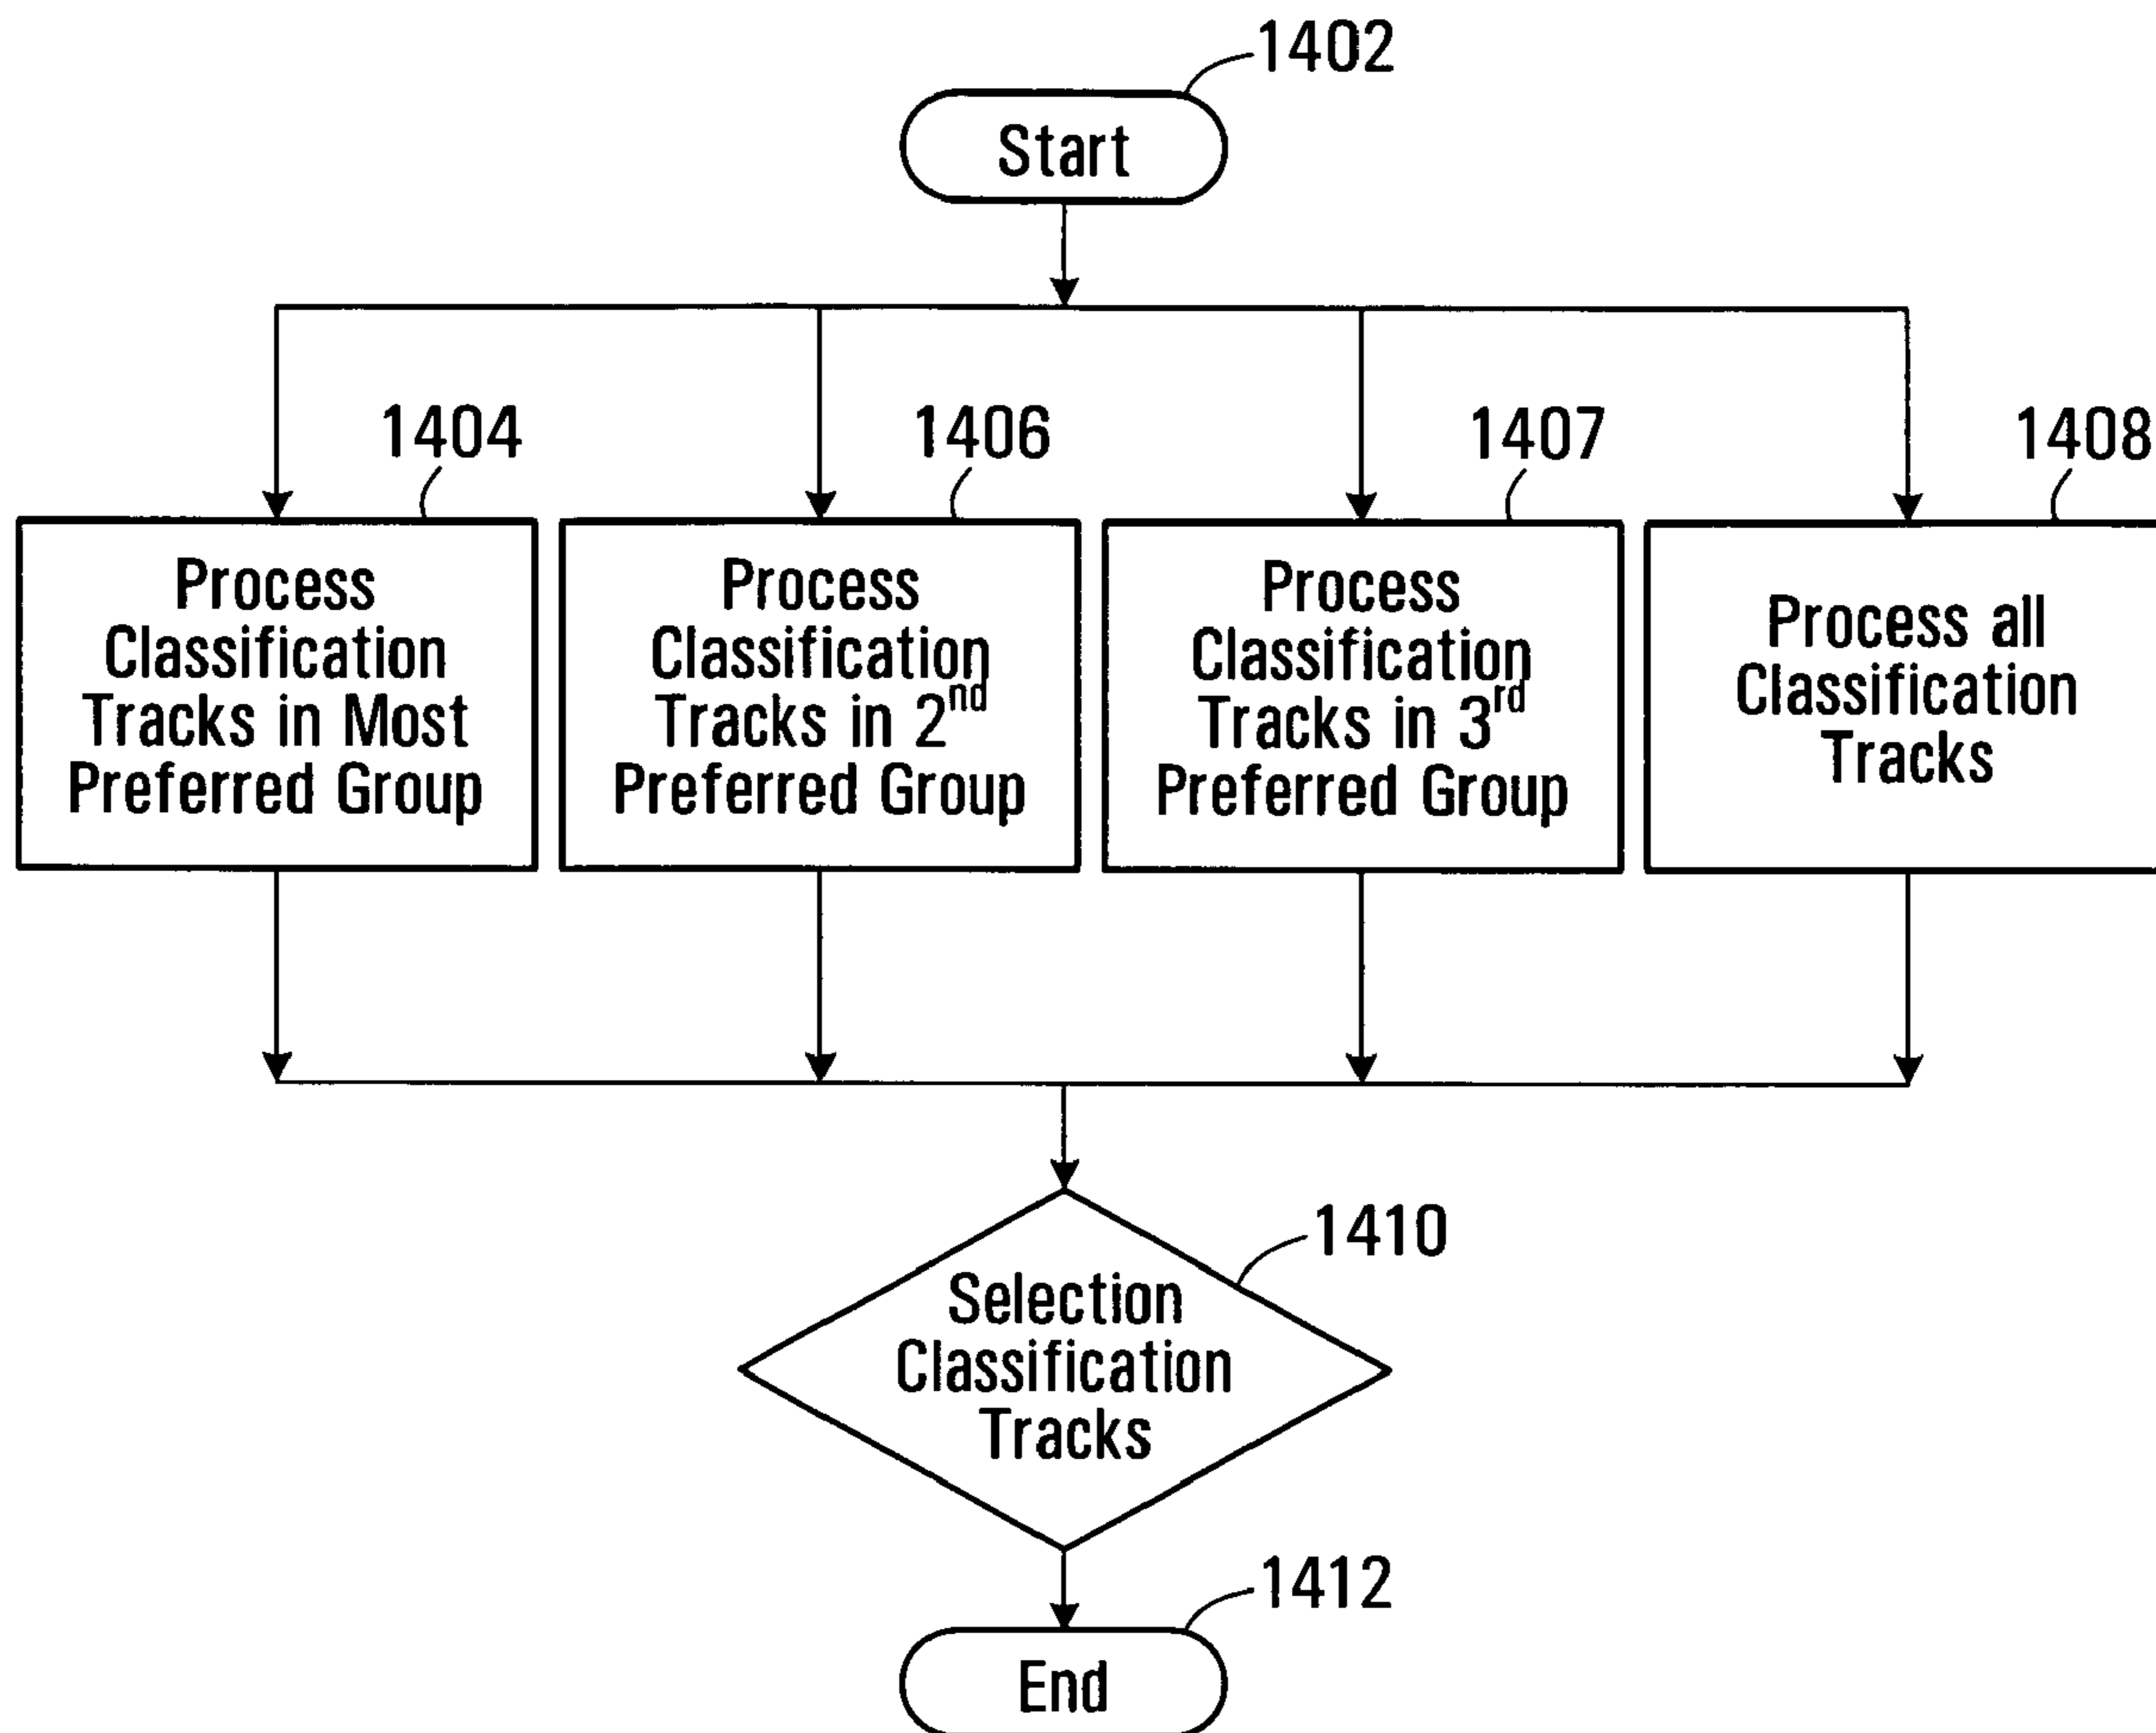 1402
Start
1404
1406
1407
1408
Process
Classification
Tracks in Most
Preferred Group
Process
Classification
Tracks in 2nd
Preferred Group
Process
Classification
Tracks in 3rd
Preferred Group
Process all
Classification
Tracks
1410
Selection
Classification
Tracks
1412
End